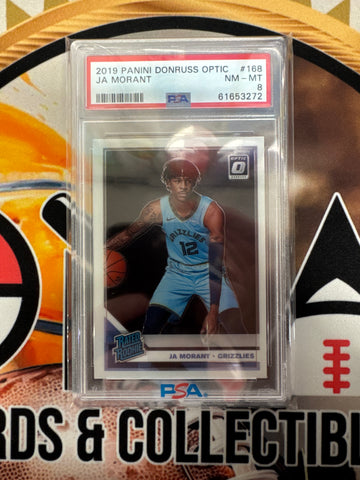 2019 PANINI DONRUSS OPTIC #168
JA MORANT NM-MT
PSA 8
61653272
OPTIC
GRIZZLIES
12
RATED
ROOKIE
JA MORANT • GRIZZLIES
PSA
RDS & COLLECTIBL